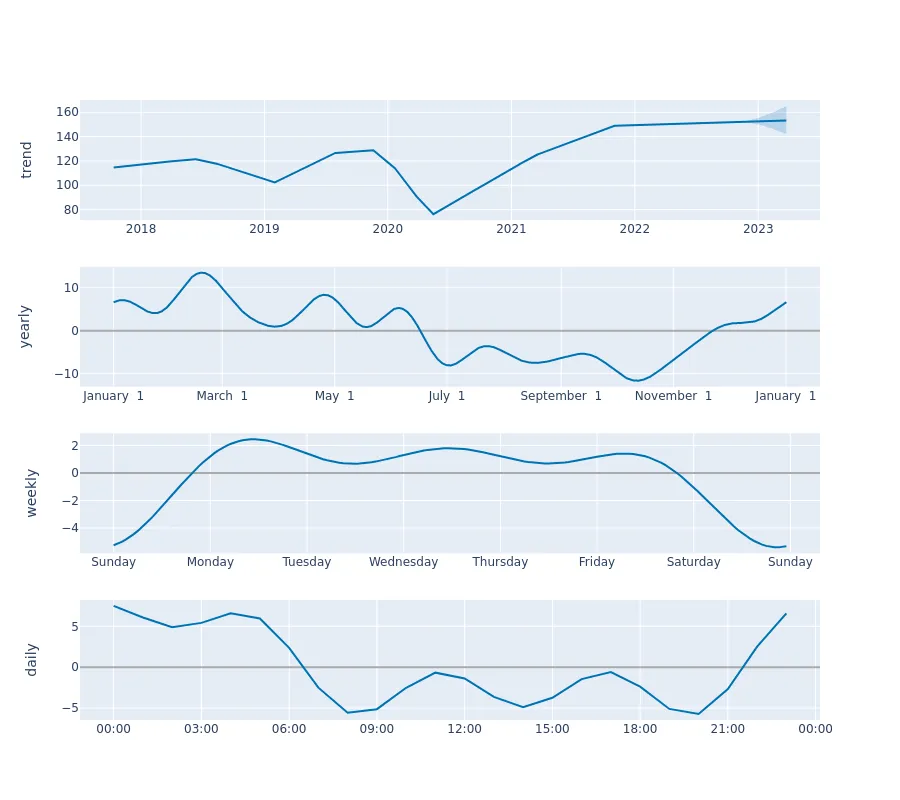 trend
160
140
120
100
80
2018 2019 2020 2021 2022 2023
yearly
10
0
−10
January 1 March 1 May 1 July 1 September 1 November 1 January 1
weekly
2
0
−2
−4
Sunday Monday Tuesday Wednesday Thursday Friday Saturday Sunday
daily
5
0
−5
00:00 03:00 06:00 09:00 12:00 15:00 18:00 21:00 00:00